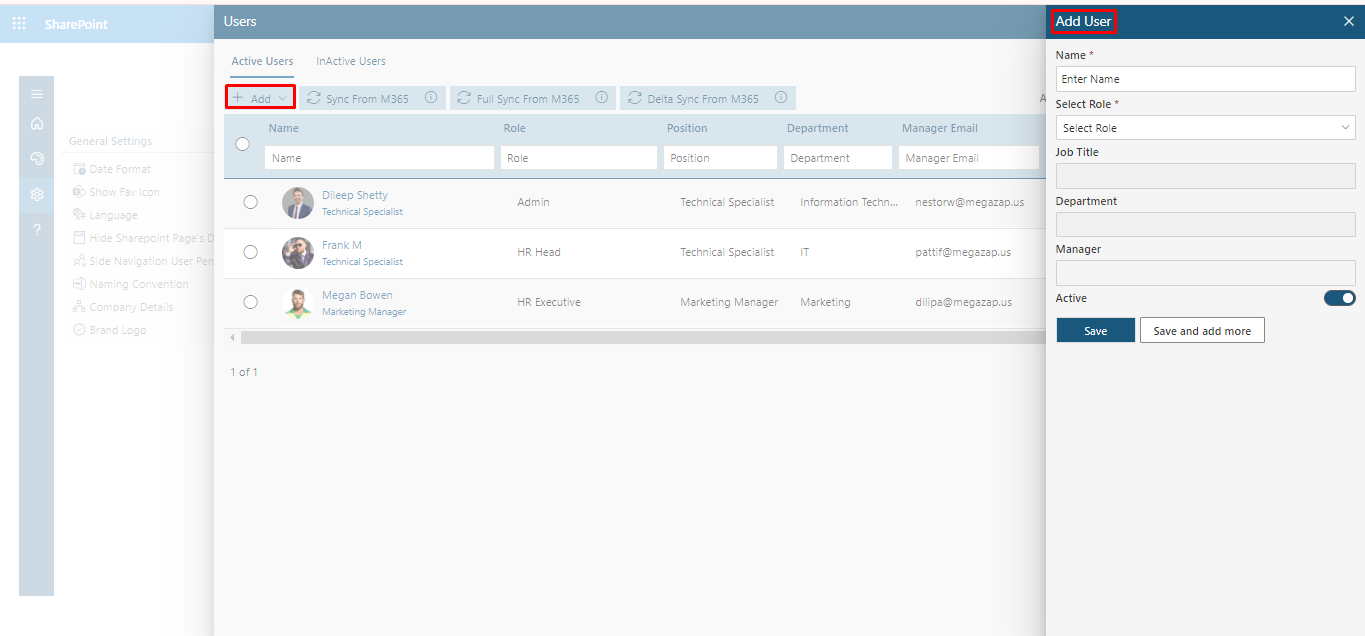 SharePoint
General Settings
Date Format
Show Fav Icon
Language
Hide Sharepoint Page's D
Side Navigation User Per
Naming Convention
Company Details
Brand Logo
?
Users
Active Users InActive Users
+ Add Sync From M365 Full Sync From M365 Delta Sync From M365 A
Name Role Position Department Manager Email
Name Role Position Department Manager Email
Dileep Shetty
Technical Specialist
Admin Technical Specialist Information Techn... nestorw@megazap.us
Frank M
Technical Specialist
HR Head Technical Specialist IT pattif@megazap.us
Megan Bowen
Marketing Manager
HR Executive Marketing Manager Marketing dilipa@megazap.us
1 of 1
Add User
Name *
Enter Name
Select Role *
Select Role
Job Title
Department
Manager
Active
Save Save and add more